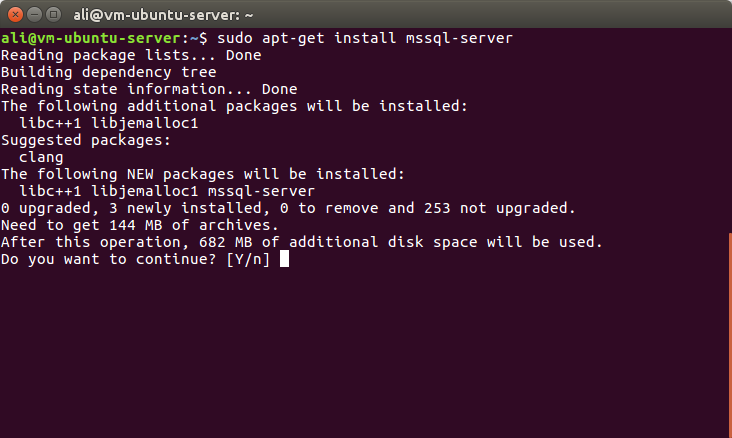 ali@vm-ubuntu-server: ~
ali@vm-ubuntu-server:~$ sudo apt-get install mssql-server
Reading package lists... Done
Building dependency tree
Reading state information... Done
The following additional packages will be installed:
  libc++1 libjemalloc1
Suggested packages:
  clang
The following NEW packages will be installed:
  libc++1 libjemalloc1 mssql-server
0 upgraded, 3 newly installed, 0 to remove and 253 not upgraded.
Need to get 144 MB of archives.
After this operation, 682 MB of additional disk space will be used.
Do you want to continue? [Y/n]